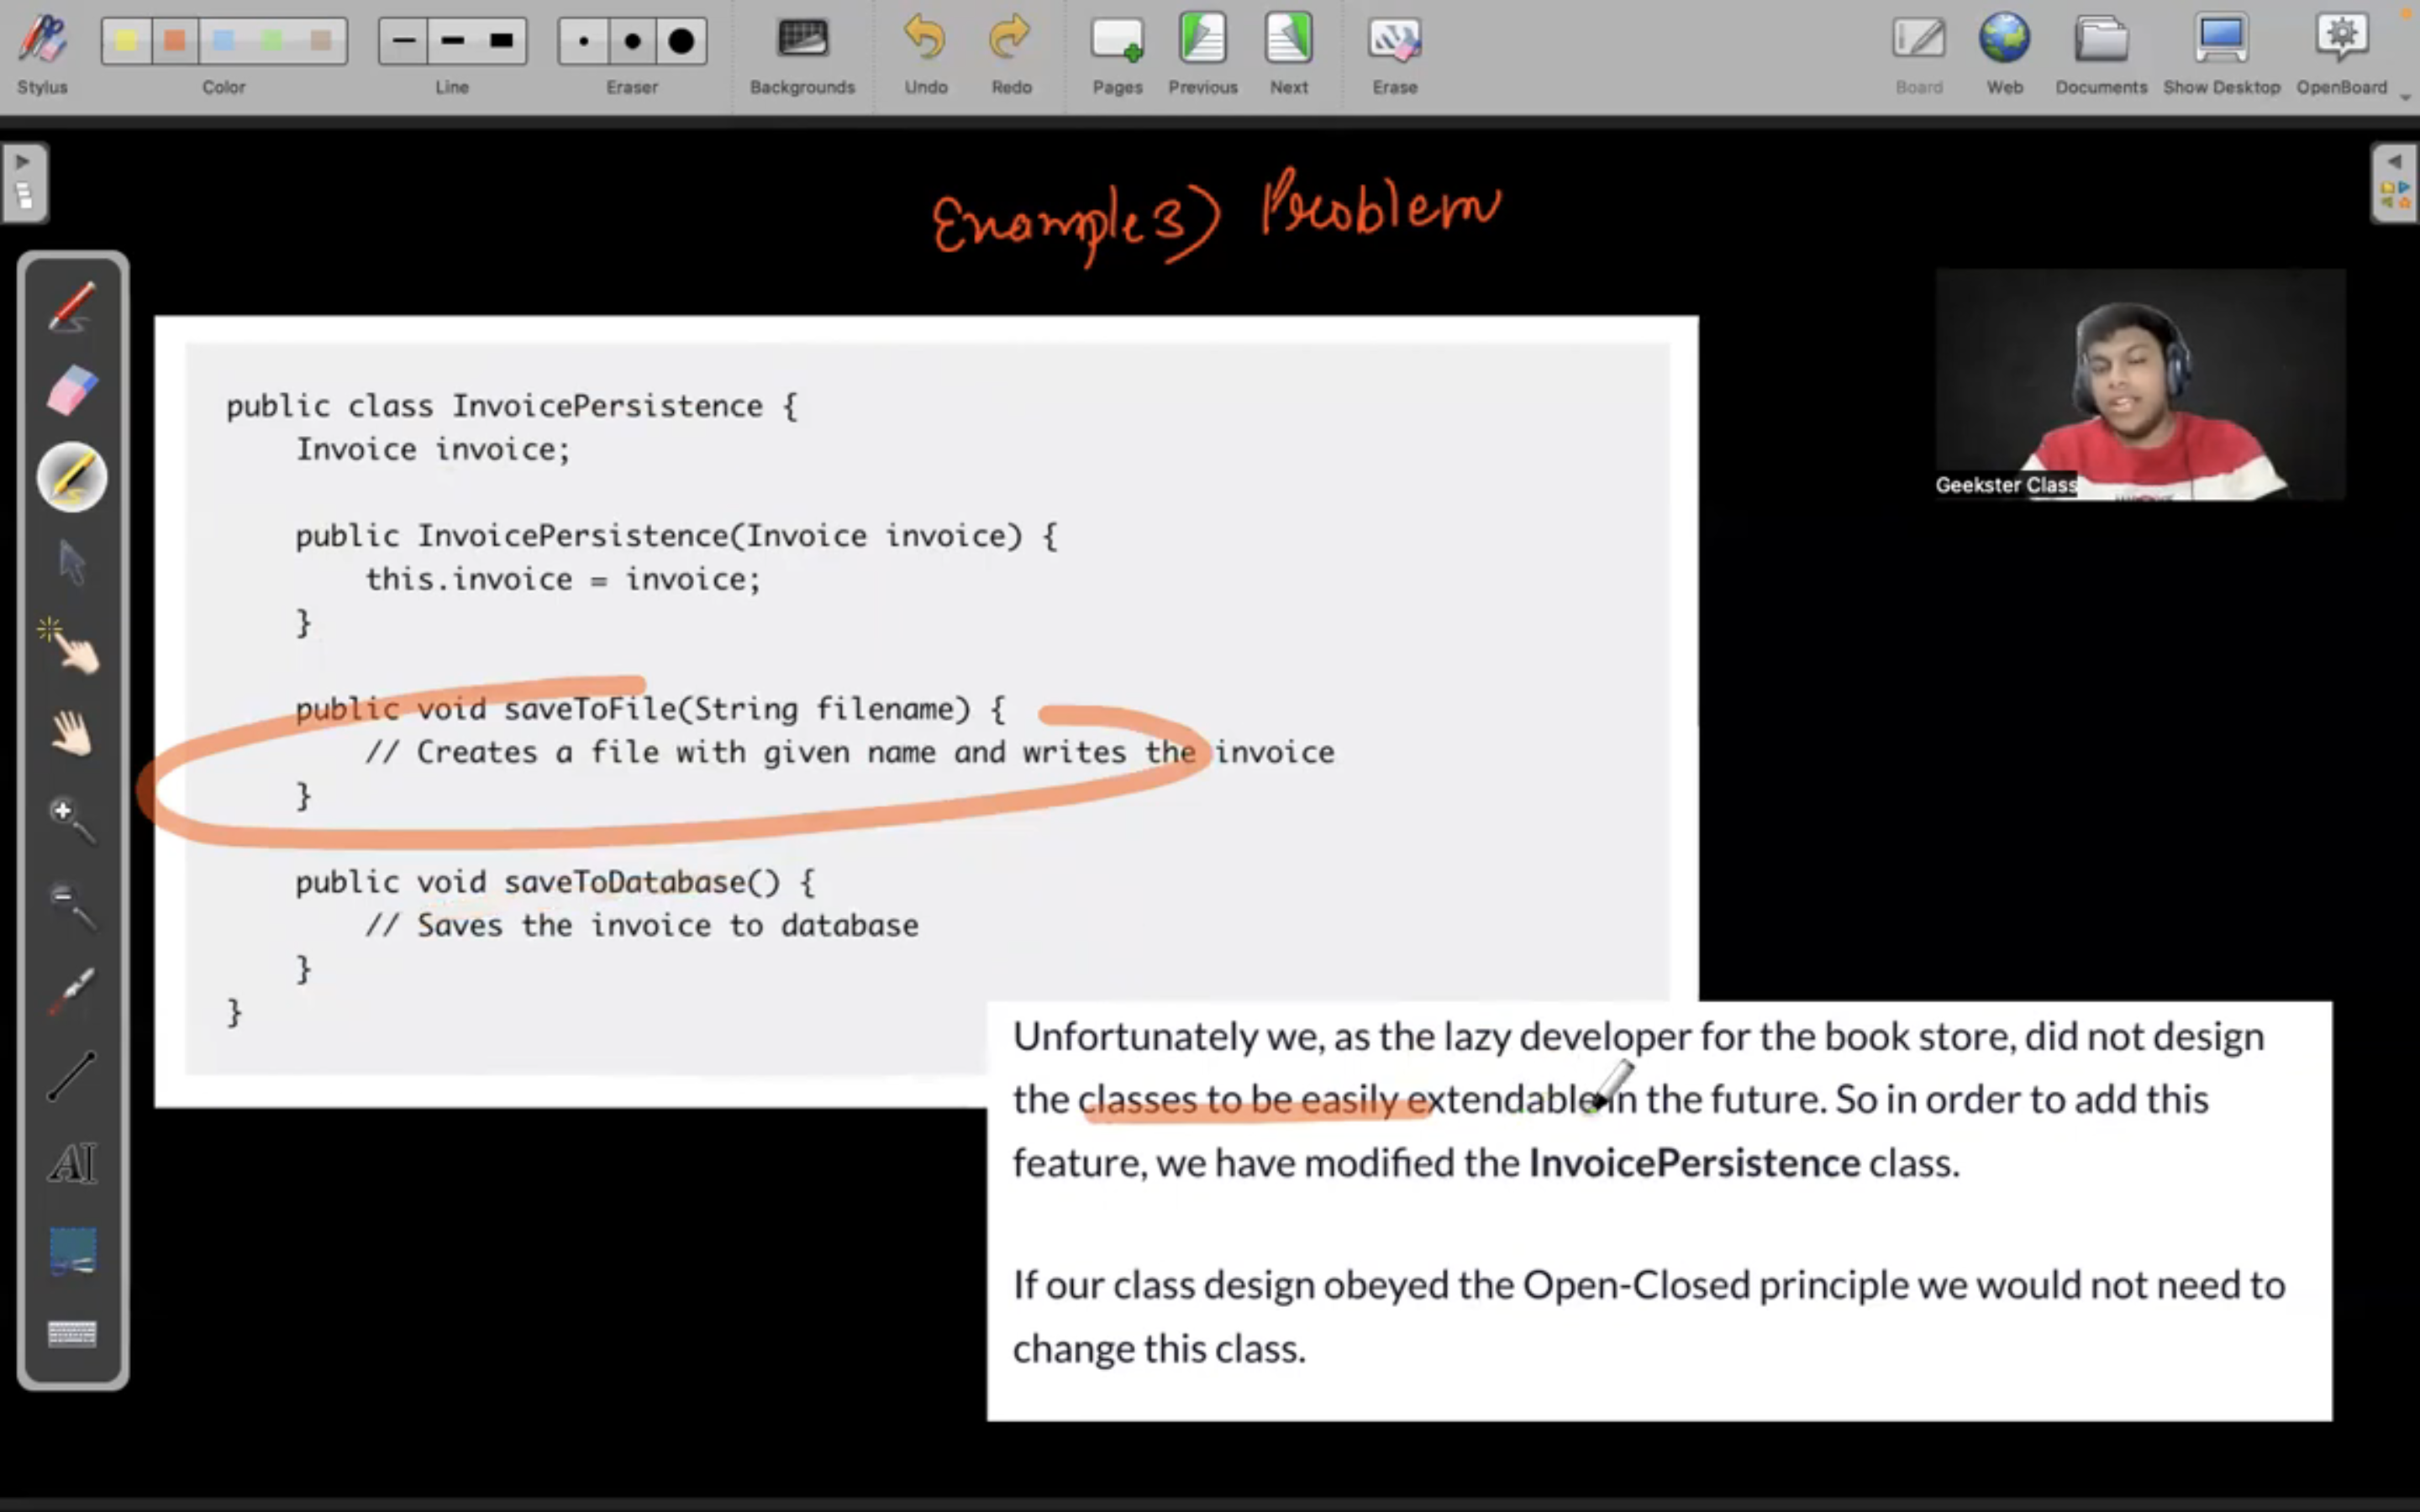 Stylus
Color
Line
Eraser
Backgrounds
Undo
Redo
Pages
Previous
Next
Erase
Board
Web
Documents
Show Desktop
OpenBoard
Example 3) Problem
public class InvoicePersistence {
Invoice invoice;
public InvoicePersistence(Invoice invoice) {
this.invoice = invoice;
}
public void saveToFile(String filename) {
// Creates a file with given name and writes the invoice
}
public void saveToDatabase() {
// Saves the invoice to database
}
}
Geekster Class
Unfortunately we, as the lazy developer for the book store, did not design
the classes to be easily extendable in the future. So in order to add this
feature, we have modified the InvoicePersistence class.
If our class design obeyed the Open-Closed principle we would not need to
change this class.
AI